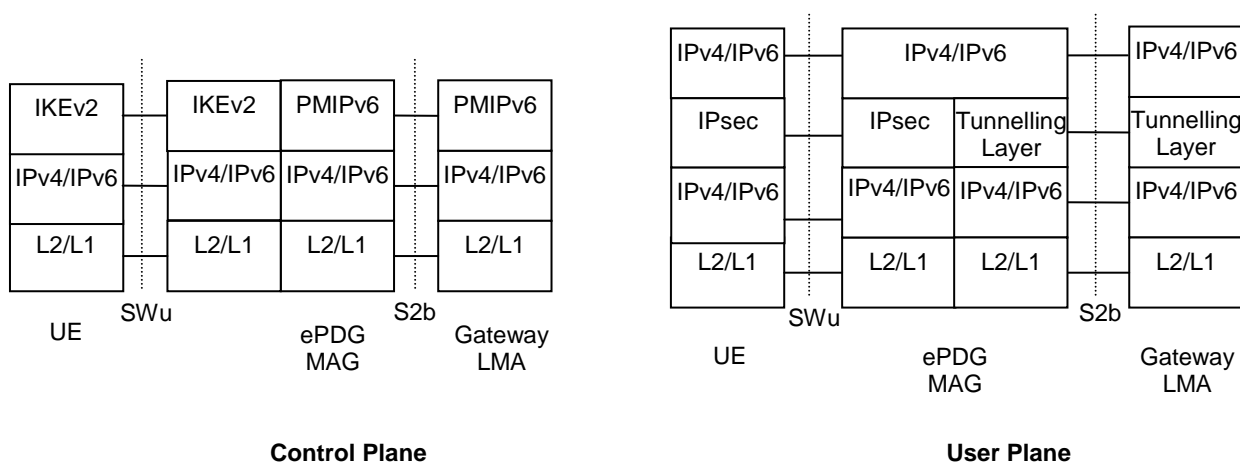 IKEv2 IKEv2 PMIPv6 PMIPv6
IPv4/IPv6 IPv4/IPv6 IPv4/IPv6 IPv4/IPv6
L2/L1 L2/L1 L2/L1 L2/L1
SWu S2b
UE ePDG Gateway
MAG LMA
Control Plane
IPv4/IPv6 IPv4/IPv6 IPv4/IPv6
IPsec IPsec Tunnelling Tunnelling
Layer Layer
IPv4/IPv6 IPv4/IPv6 IPv4/IPv6 IPv4/IPv6
L2/L1 L2/L1 L2/L1 L2/L1
SWu S2b
UE ePDG Gateway
MAG LMA
User Plane